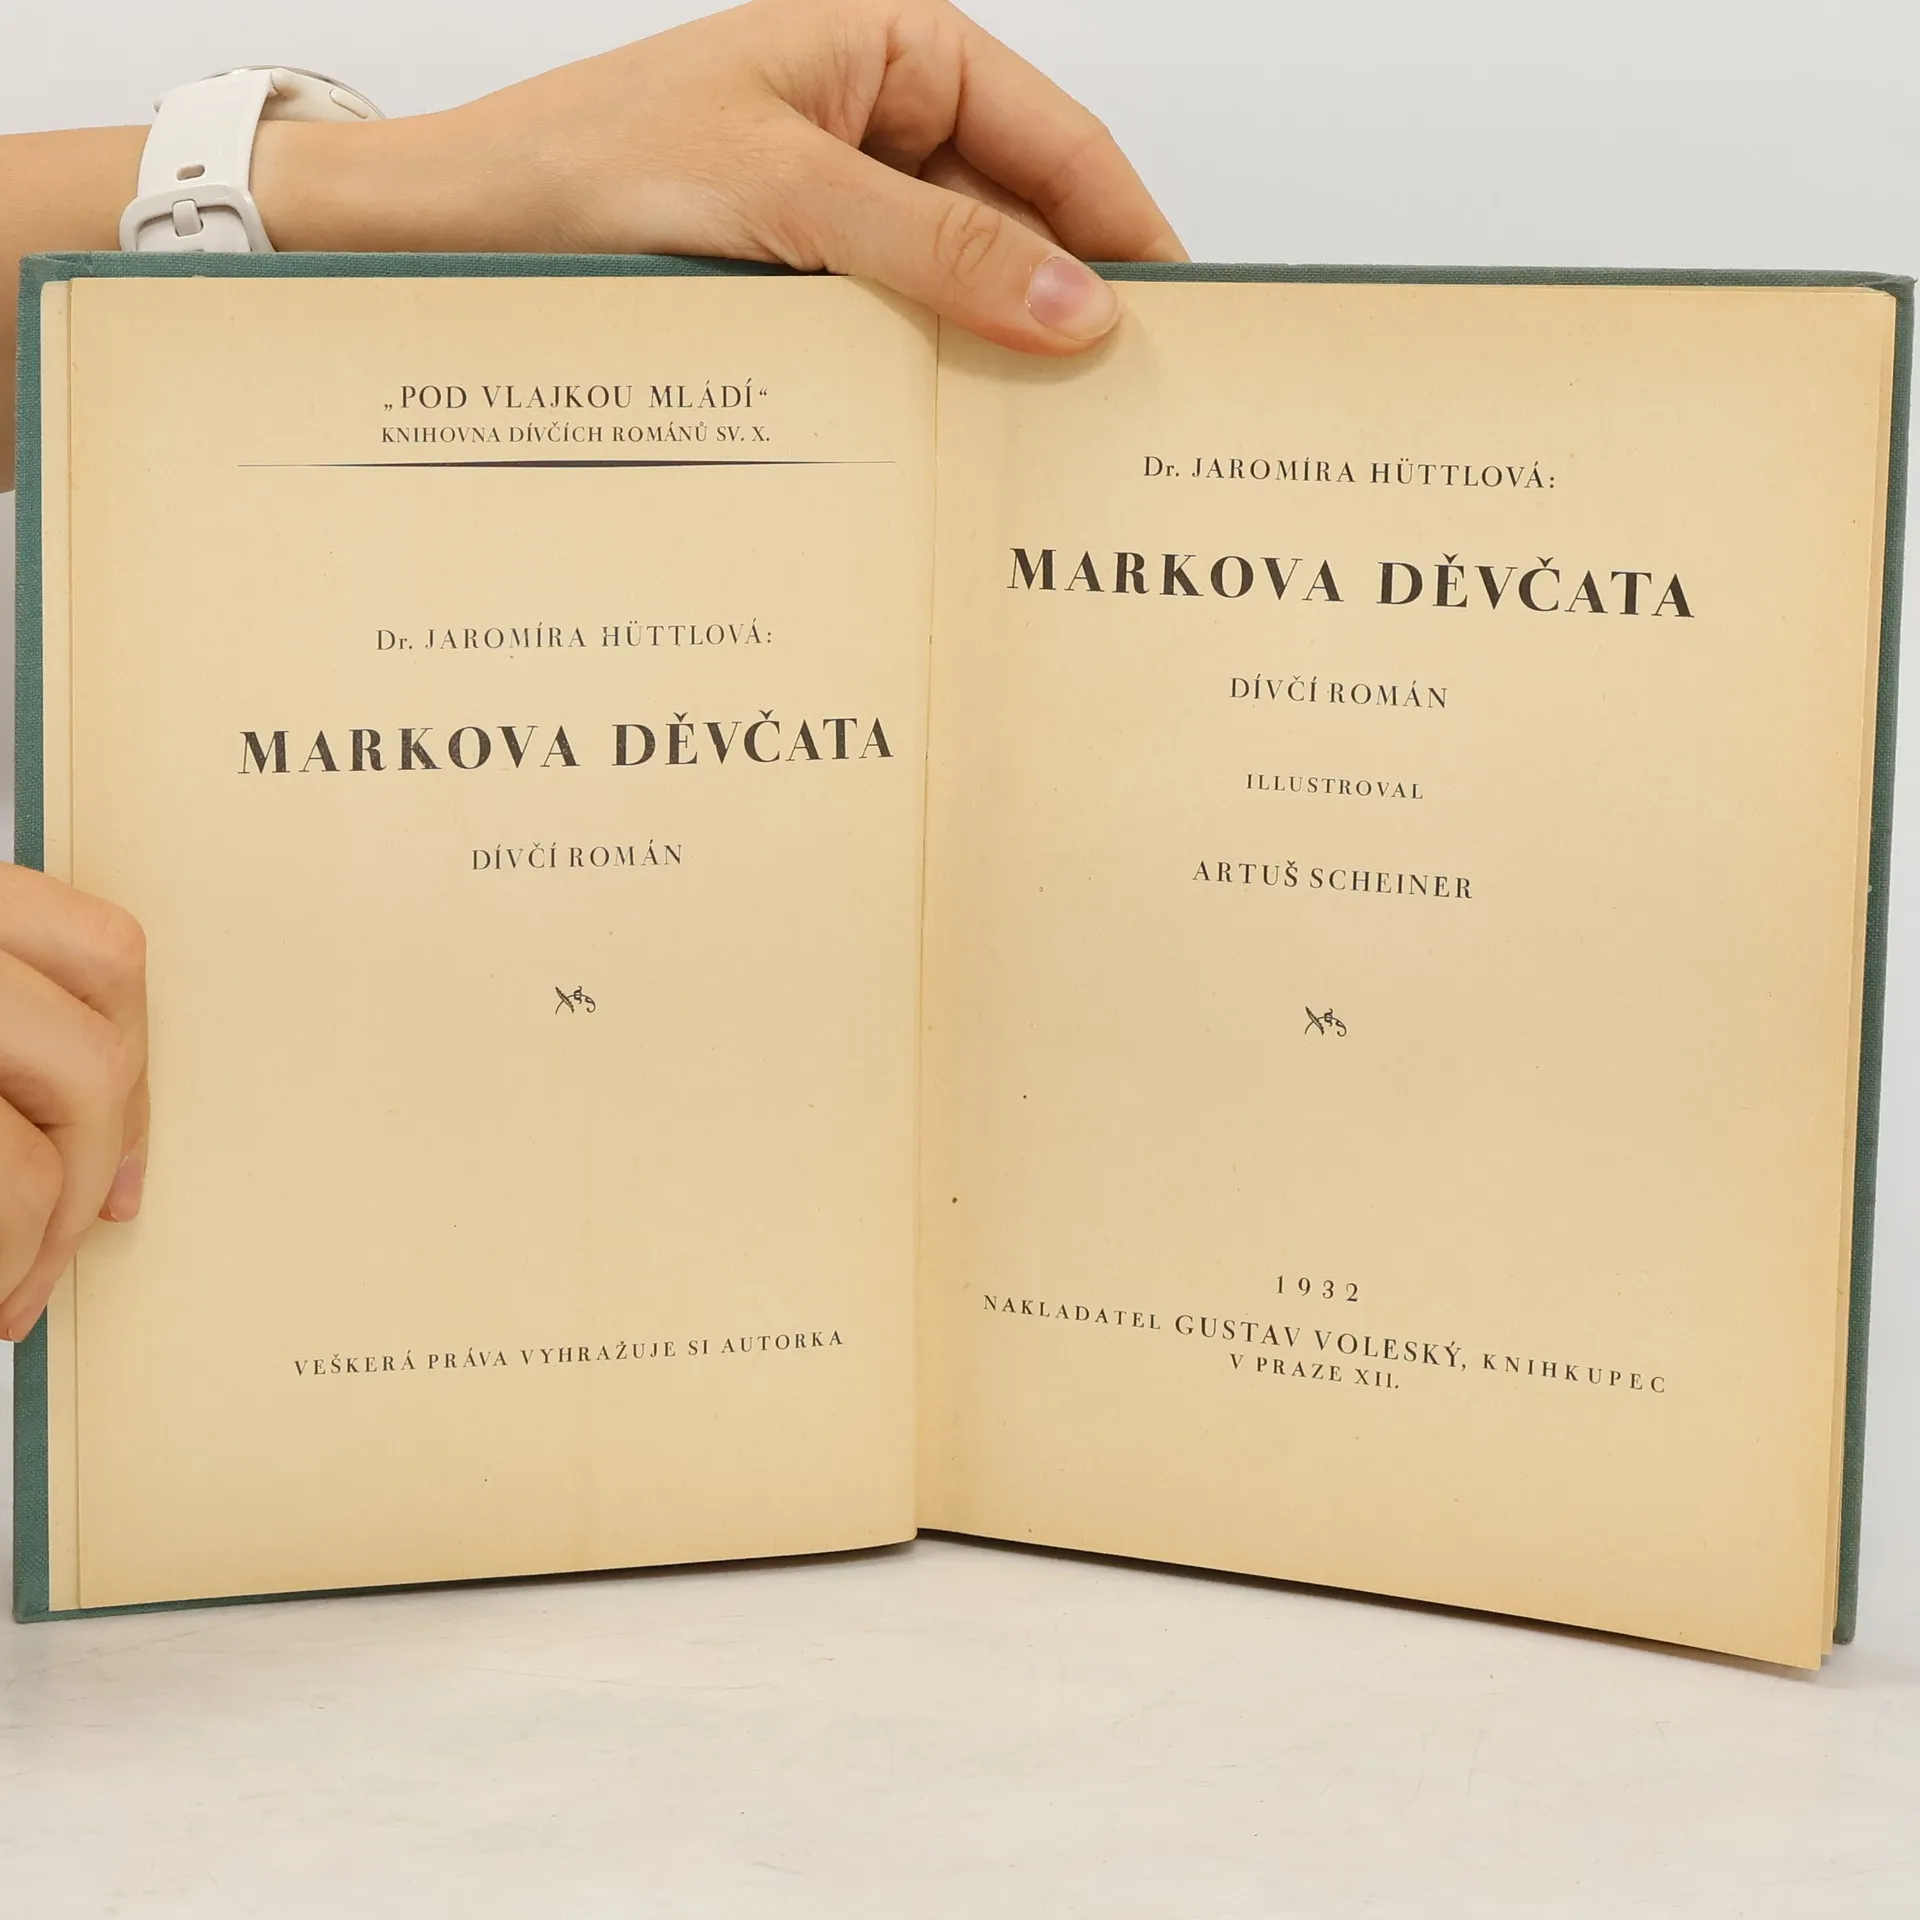 „POD VLAJKOU MLÁDÍ“
KNIHOVNA DÍVČÍCH ROMÁNŮ SV. X.
Dr. JAROMÍRA HÜTTLOVÁ:
MARKOVA DĚVČATA
DÍVČÍ ROMÁN
VEŠKERÁ PRÁVA VYHRAŽUJE SI AUTORKA
Dr. JAROMÍRA HÜTTLOVÁ:
MARKOVA DĚVČATA
DÍVČÍ ROMÁN
ILLUSTROVAL
ARTUŠ SCHEINER
1932
NAKLADATEL GUSTAV VOLESKÝ, KNIHKUPEC
V PRAZE XII.